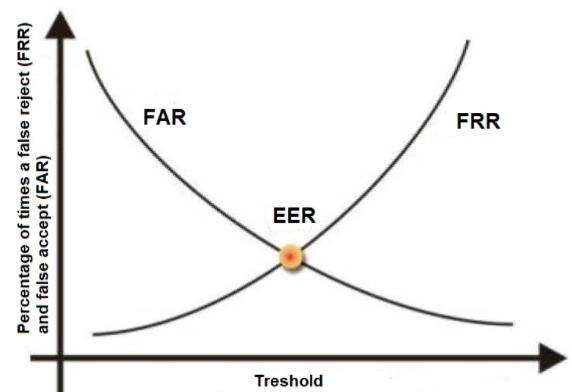 Percentage of times a false reject (FRR)
and false accept (FAR)
FAR
FRR
EER
Treshold